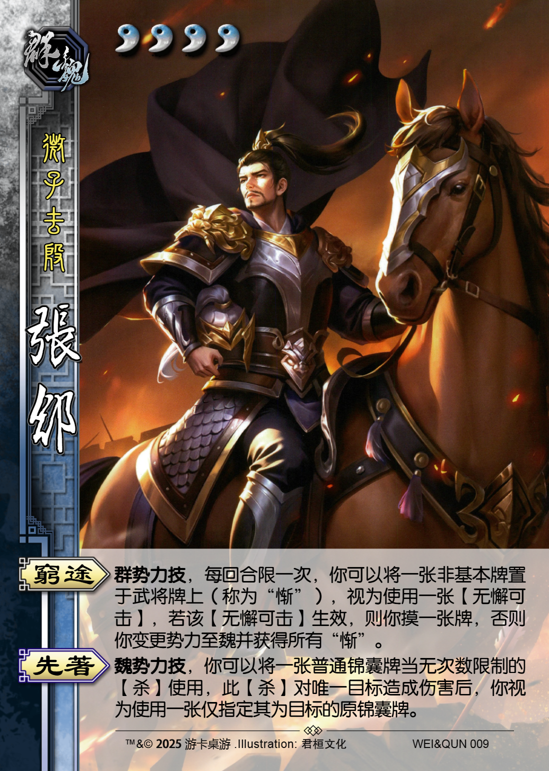 群魏
微子去殷
張郃
窮途
群势力技，每回合限一次，你可以将一张非基本牌置
于武将牌上（称为“惭”），视为使用一张【无懈可
击】，若该【无懈可击】生效，则你摸一张牌，否则
你变更势力至魏并获得所有“惭”。
先著
魏势力技，你可以将一张普通锦囊牌当无次数限制的
【杀】使用，此【杀】对唯一目标造成伤害后，你视
为使用一张仅指定其为目标的原锦囊牌。
™&© 2025 游卡桌游 .Illustration: 君桓文化 WEI&QUN 009